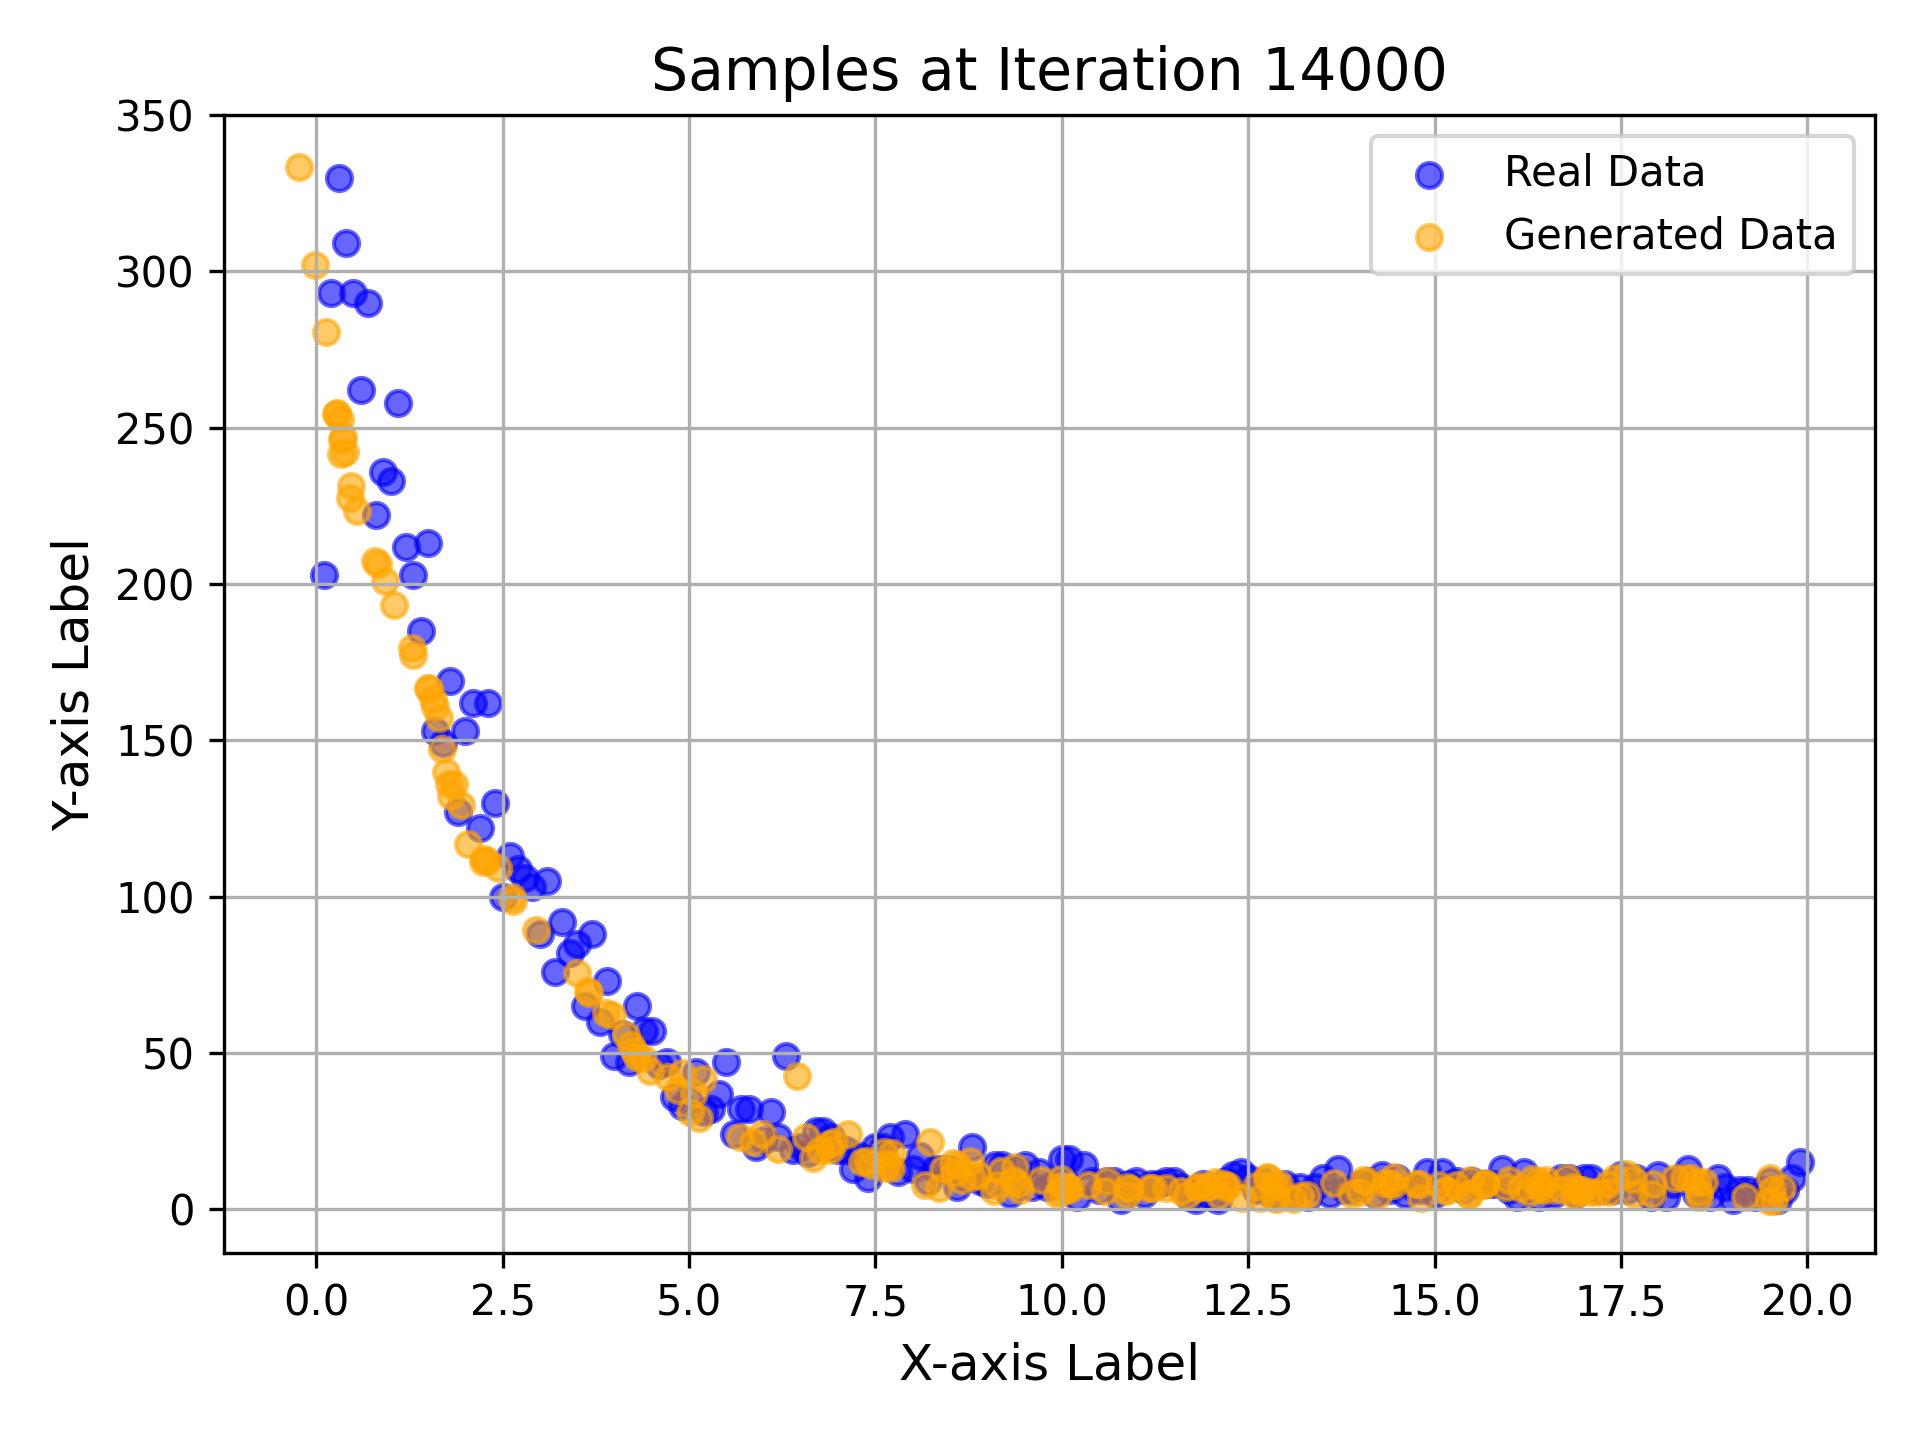 Samples at Iteration 14000
350
300
250
200
150
100
50
0
Y-axis Label
Real Data
Generated Data
0.0 2.5 5.0 7.5 10.0 12.5 15.0 17.5 20.0
X-axis Label